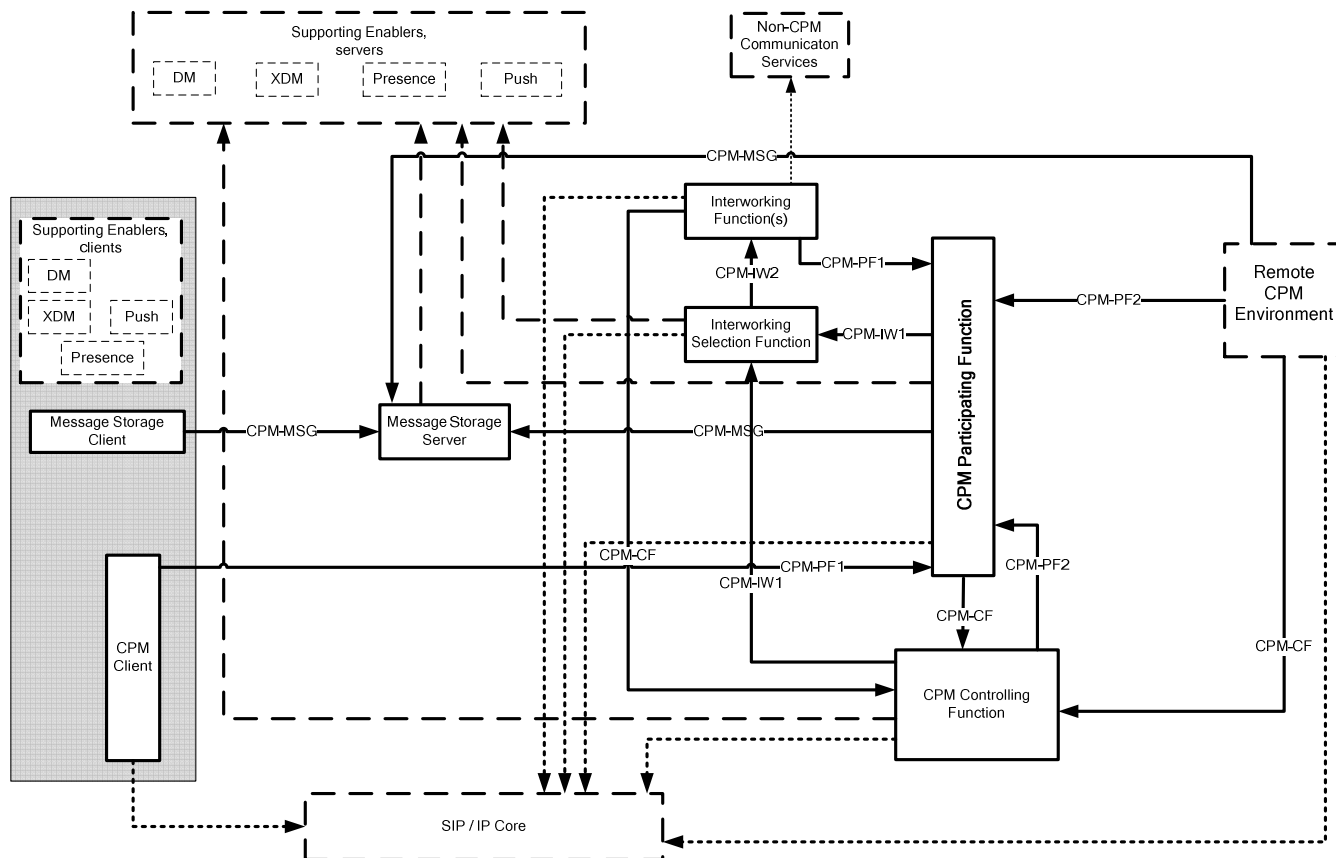 Supporting Enablers,
servers
DM
XDM
Presence
Push
Non-CPM
Communicaton
Services
CPM-MSG
Supporting Enablers,
clients
DM
XDM
Push
Presence
Interworking
Function(s)
CPM-PF1
CPM-IW2
Remote
CPM
Environment
CPM-PF2
Interworking
Selection Function
CPM-IW1
CPM Participating Function
Message Storage
Client
CPM-MSG
Message Storage
Server
CPM-MSG
CPM-CF
CPM-PF1
CPM-IW1
CPM-PF2
CPM-CF
CPM
Client
CPM-CF
CPM Controlling
Function
SIP / IP Core